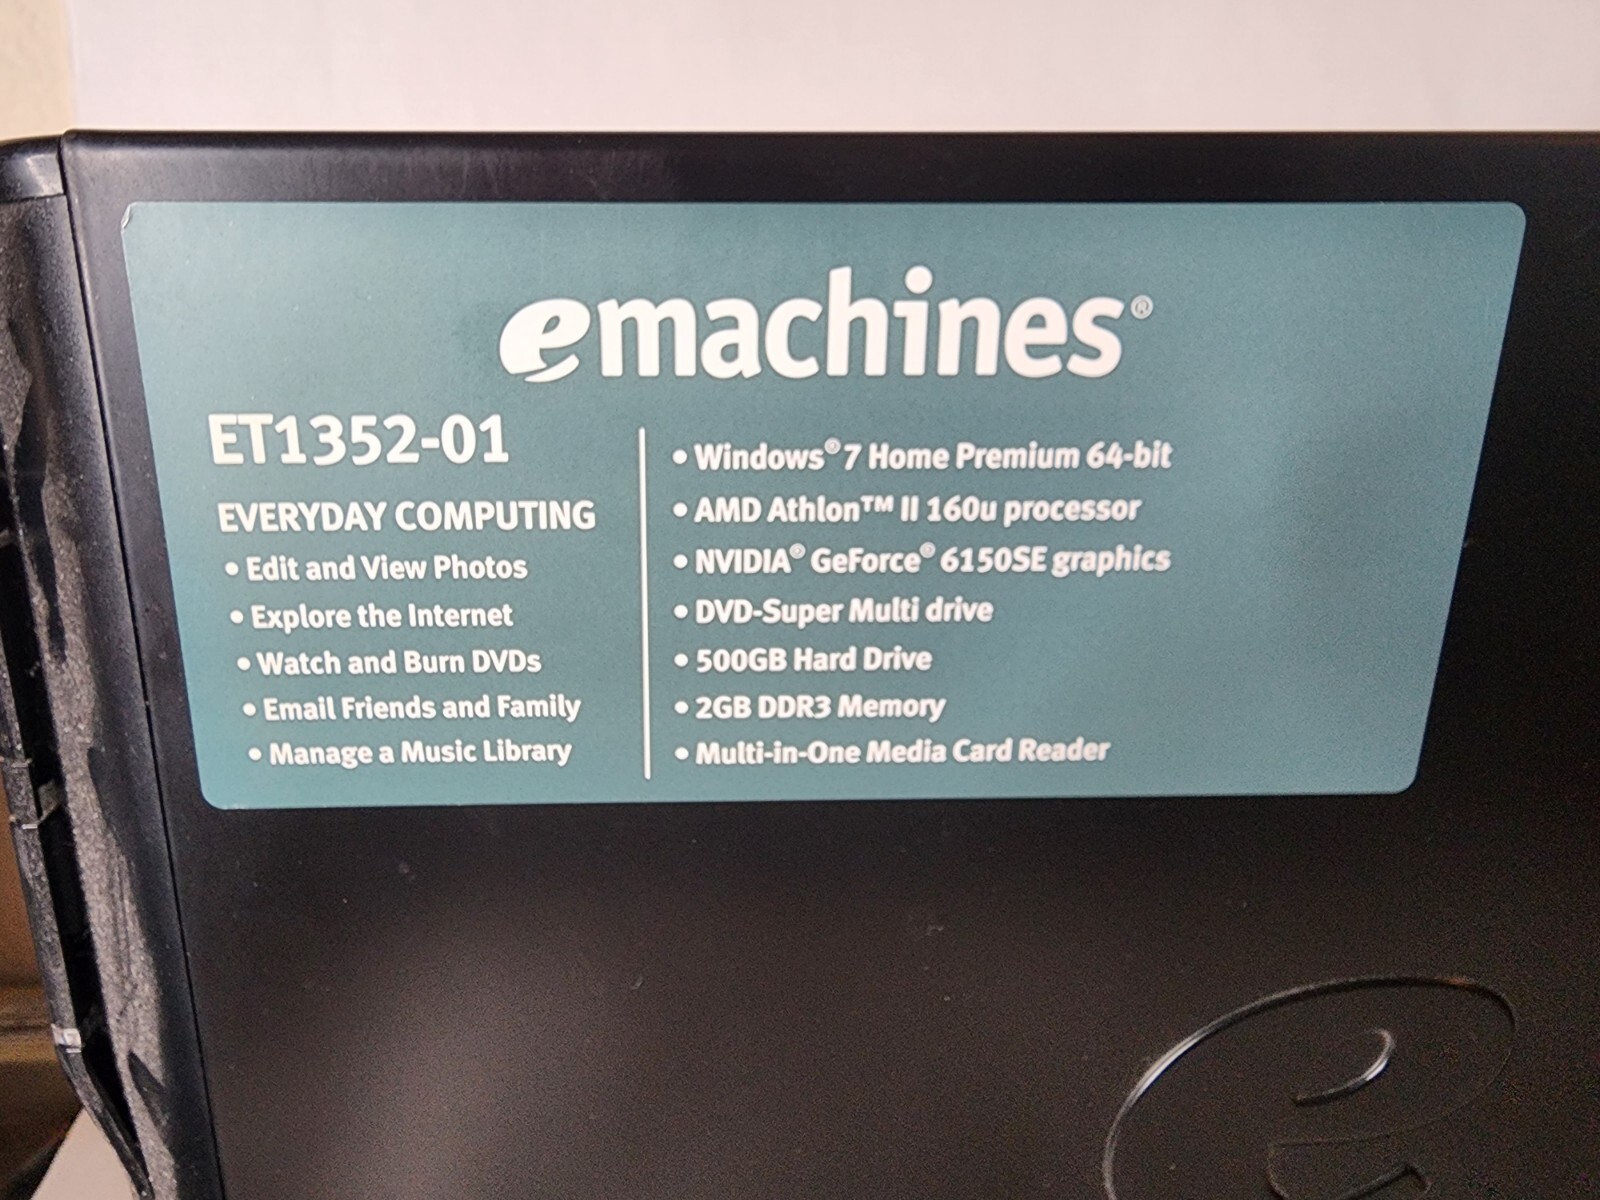 emachines®
ET1352-01
EVERYDAY COMPUTING
• Edit and View Photos
• Explore the Internet
• Watch and Burn DVDs
• Email Friends and Family
• Manage a Music Library
• Windows® 7 Home Premium 64-bit
• AMD Athlon™ II 160u processor
• NVIDIA® GeForce® 6150SE graphics
• DVD-Super Multi drive
• 500GB Hard Drive
• 2GB DDR3 Memory
• Multi-in-One Media Card Reader
e